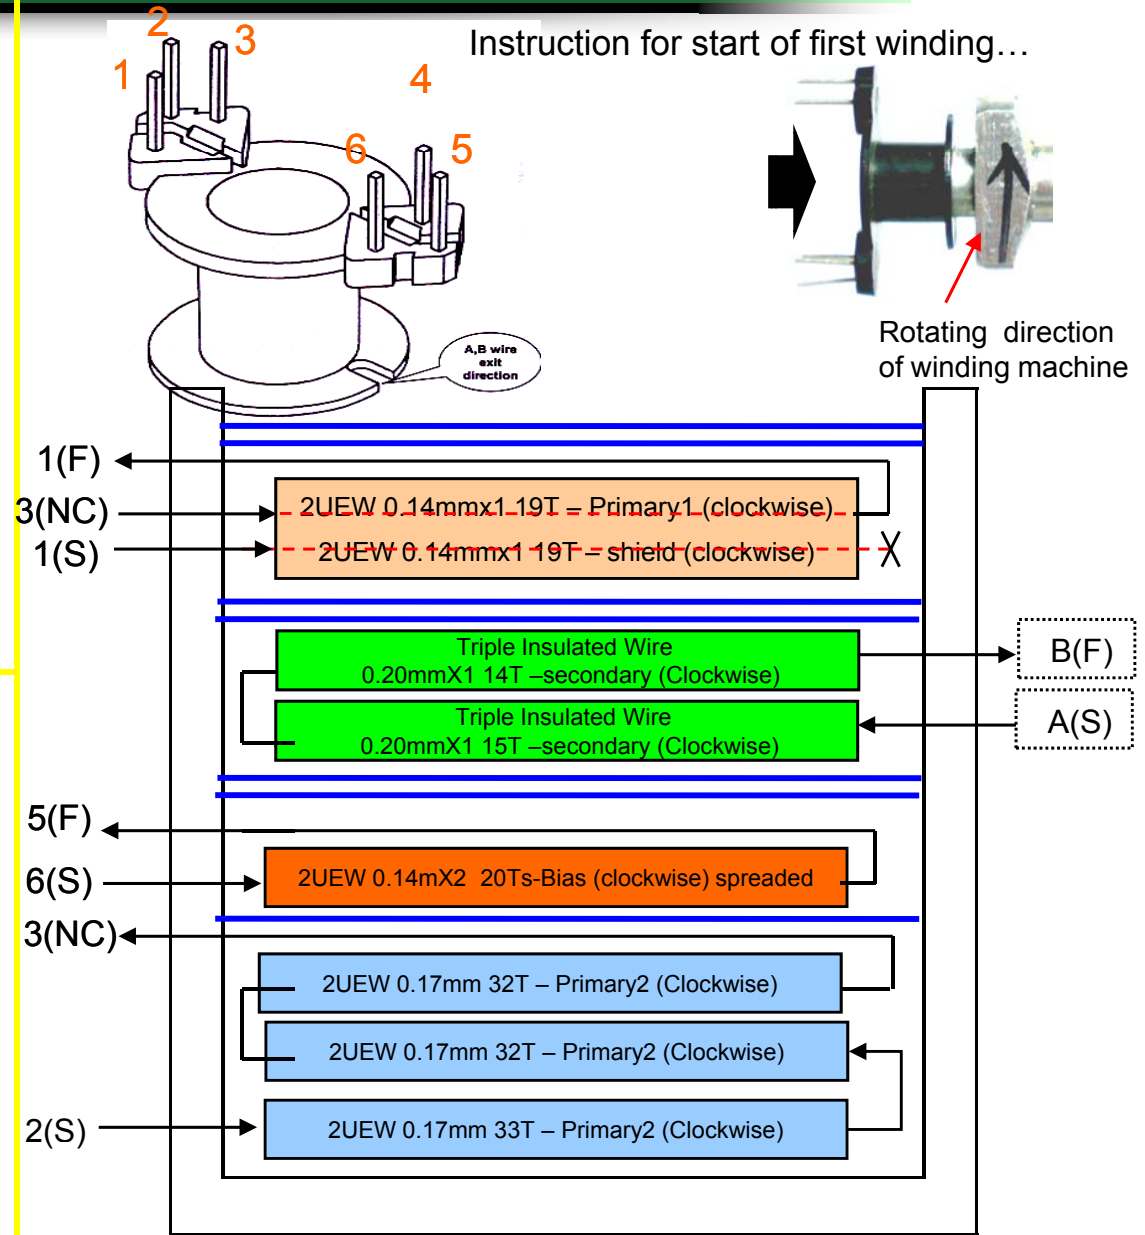 Instruction for start of first winding…
2
3
1
4
6
5
A,B wire
exit
direction
Rotating direction
of winding machine
1(F)
3(NC)
2UEW 0.14mmx1 19T – Primary1 (clockwise)
1(S)
2UEW 0.14mmx1 19T – shield (clockwise)
X
Triple Insulated Wire
0.20mmX1 14T –secondary (Clockwise)
B(F)
Triple Insulated Wire
0.20mmX1 15T –secondary (Clockwise)
A(S)
5(F)
6(S)
2UEW 0.14mX2 20Ts-Bias (clockwise) spreaded
3(NC)
2UEW 0.17mm 32T – Primary2 (Clockwise)
2UEW 0.17mm 32T – Primary2 (Clockwise)
2(S)
2UEW 0.17mm 33T – Primary2 (Clockwise)